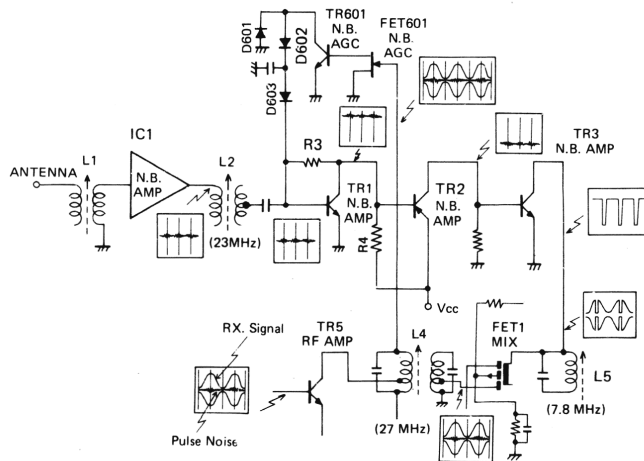 D601
D602
D603
TR601
N.B.
AGC
FET601
N.B.
AGC
ANTENNA
L1
IC1
N.B.
AMP
L2
(23MHz)
R3
TR1
N.B.
AMP
R4
TR2
N.B.
AMP
TR3
N.B. AMP
Vcc
RX. Signal
Pulse Noise
TR5
RF AMP
L4
(27 MHz)
FET1
MIX
L5
(7.8 MHz)